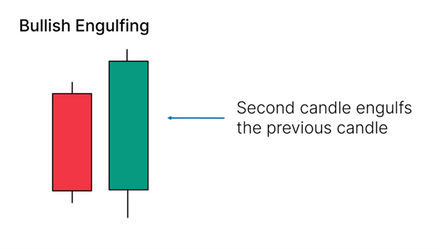 Bullish Engulfing
Second candle engulfs
the previous candle